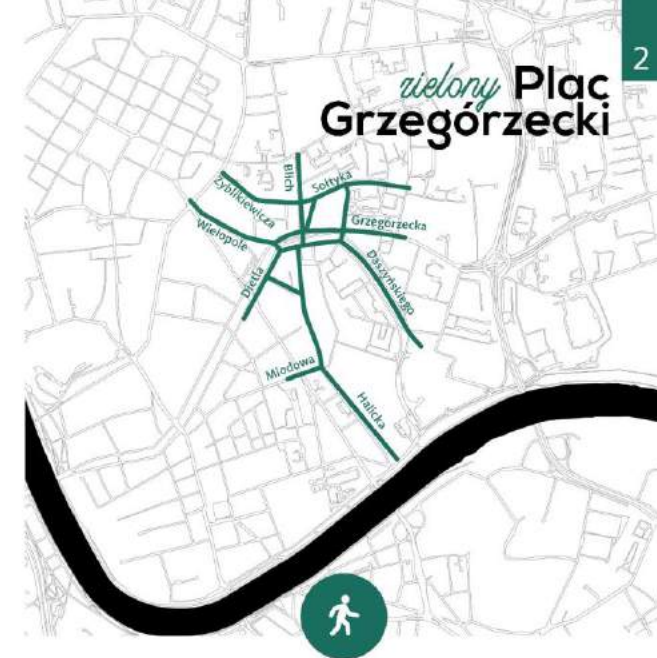 2
zielony Plac
Grzegórzecki
Blich
Sołtyka
Zyblikiewicza
Grzegórzecka
Wielopole
Daszyńskiego
Dietla
Miodowa
Halicka